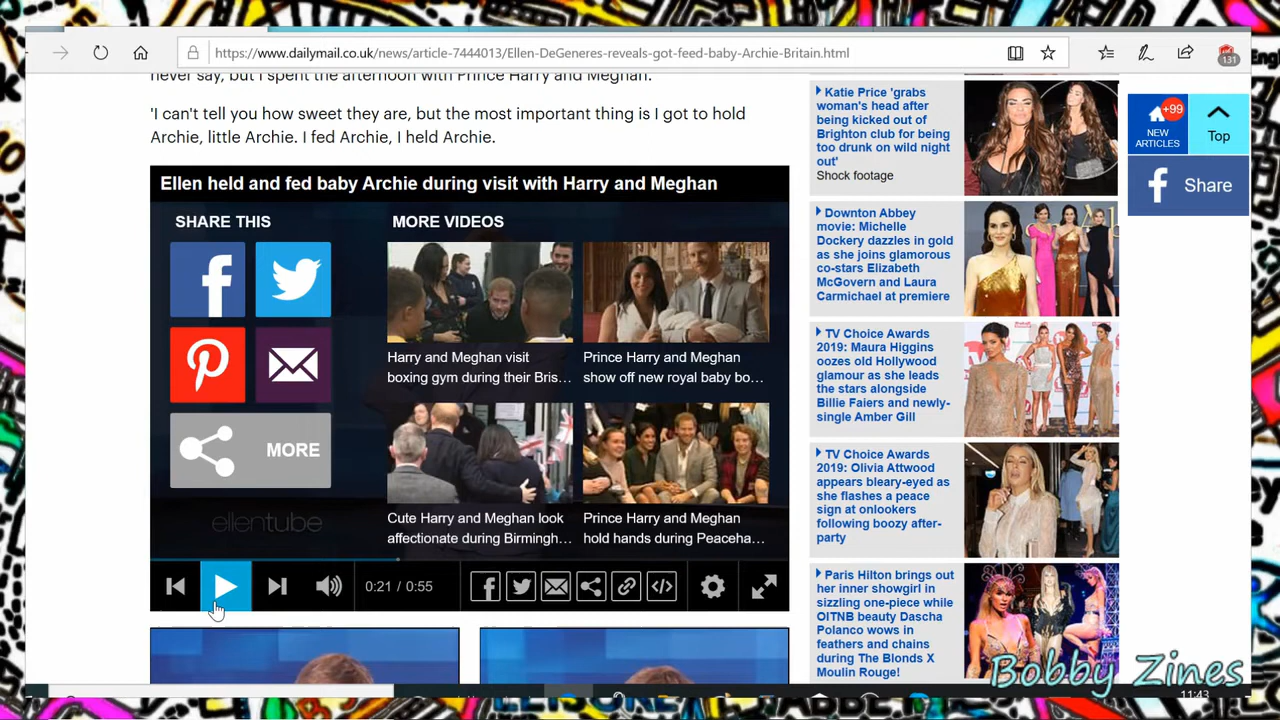 https://www.dailymail.co.uk/news/article-7444013/Ellen-DeGeneres-reveals-got-feed-baby-Archie-Britain.html
131
never say, but I spent the afternoon with Prince Harry and Meghan.
'I can't tell you how sweet they are, but the most important thing is I got to hold
Archie, little Archie. I fed Archie, I held Archie.
Ellen held and fed baby Archie during visit with Harry and Meghan
SHARE THIS
MORE VIDEOS
Harry and Meghan visit
boxing gym during their Bris...
Prince Harry and Meghan
show off new royal baby bo...
MORE
ellentube
Cute Harry and Meghan look
affectionate during Birmingh...
Prince Harry and Meghan
hold hands during Peaceha...
0:21 / 0:55
Katie Price 'grabs
woman's head after
being kicked out of
Brighton club for being
too drunk on wild night
out'
Shock footage
Downton Abbey
movie: Michelle
Dockery dazzles in gold
as she joins glamorous
co-stars Elizabeth
McGovern and Laura
Carmichael at premiere
TV Choice Awards
2019: Maura Higgins
oozes old Hollywood
glamour as she leads
the stars alongside
Billie Faiers and newly-
single Amber Gill
TV Choice Awards
2019: Olivia Attwood
appears bleary-eyed as
she flashes a peace
sign at onlookers
following boozy after-
party
Paris Hilton brings out
her inner showgirl in
sizzling one-piece while
OITNB beauty Dascha
Polanco wows in
feathers and chains
during The Blonds X
Moulin Rouge!
+99
NEW
ARTICLES
Top
Share
Bobby Zines
11:43